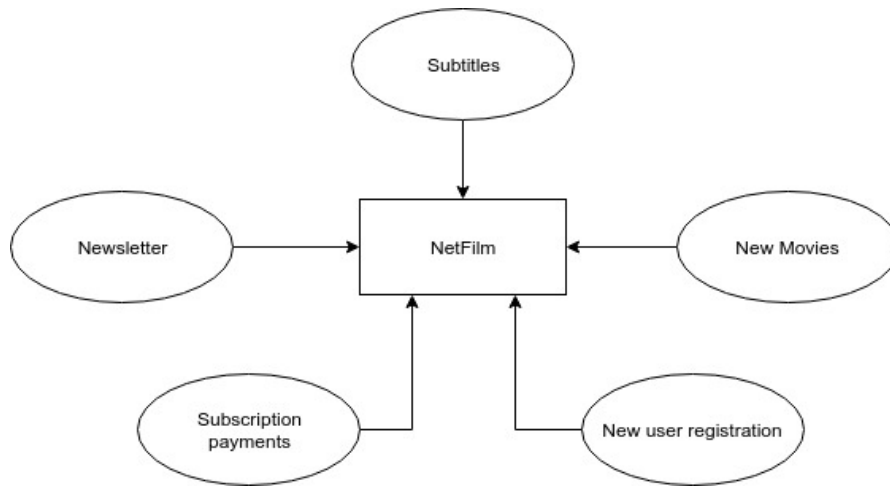 Subtitles
Newsletter
NetFilm
New Movies
Subscription
payments
New user registration